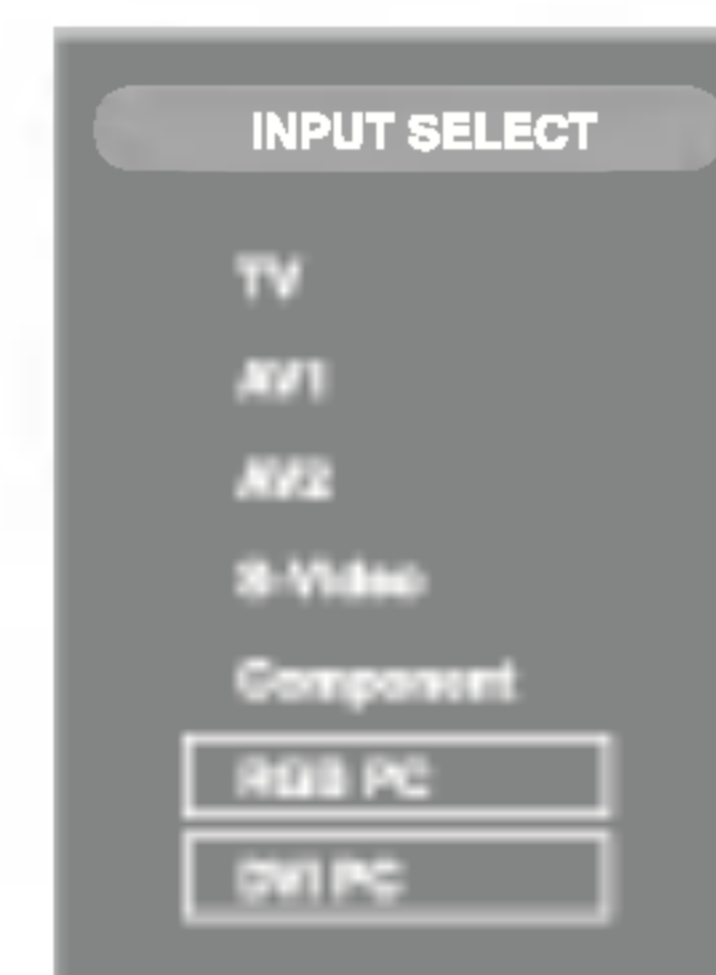 INPUT SELECT
TV
AV1
AV2
S-Video
Component
RGB PC
DVI PC